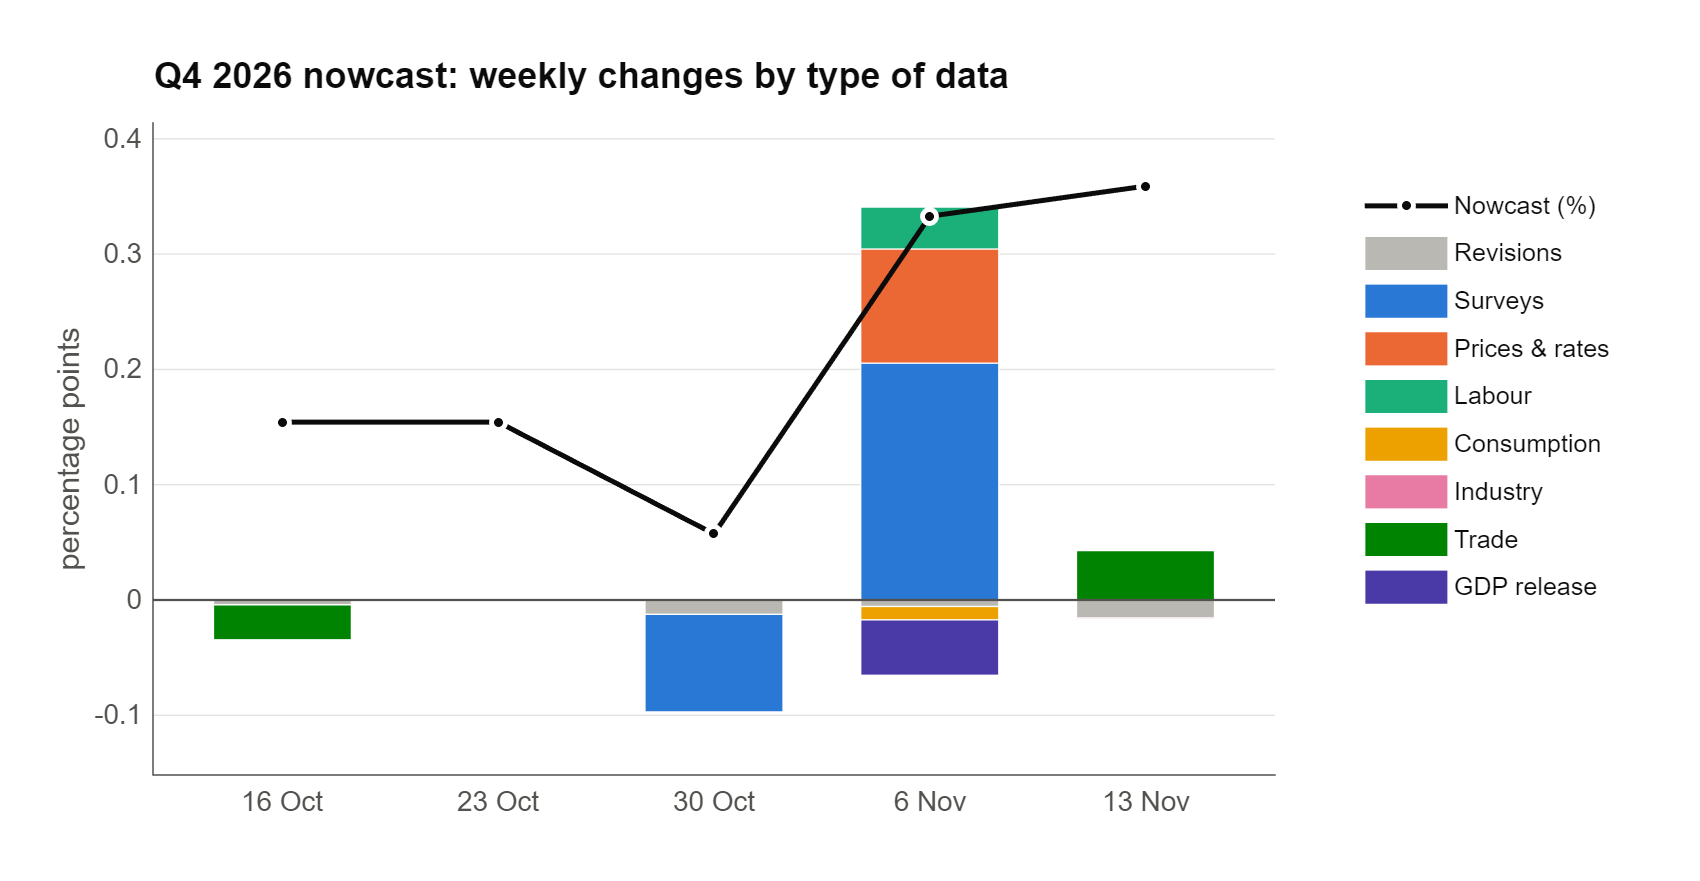 Q4 2026 nowcast: weekly changes by type of data
percentage points
0.4
0.3
0.2
0.1
0
-0.1
16 Oct
23 Oct
30 Oct
6 Nov
13 Nov
Nowcast (%)
Revisions
Surveys
Prices & rates
Labour
Consumption
Industry
Trade
GDP release